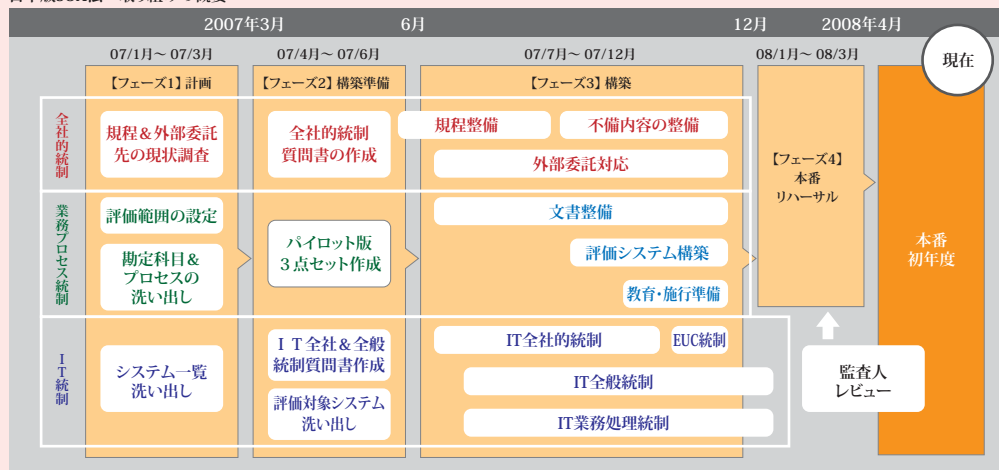 2007年3月
6月
12月
2008年4月
現在
07/1月～07/3月
07/4月～07/6月
07/7月～07/12月
08/1月～08/3月
【フェーズ1】計画
【フェーズ2】構築準備
【フェーズ3】構築
【フェーズ4】
本番
リハーサル
本番
初年度
全社的統制
規程＆外部委託
先の現状調査
全社的統制
質問書の作成
規程整備
不備内容の整備
外部委託対応
業務プロセス統制
評価範囲の設定
勘定科目＆
プロセスの
洗い出し
パイロット版
３点セット作成
文書整備
評価システム構築
教育・施行準備
IT統制
システム一覧
洗い出し
ＩＴ全社＆全般
統制質問書作成
評価対象システム
洗い出し
IT全社的統制
EUC統制
IT全般統制
IT業務処理統制
監査人
レビュー